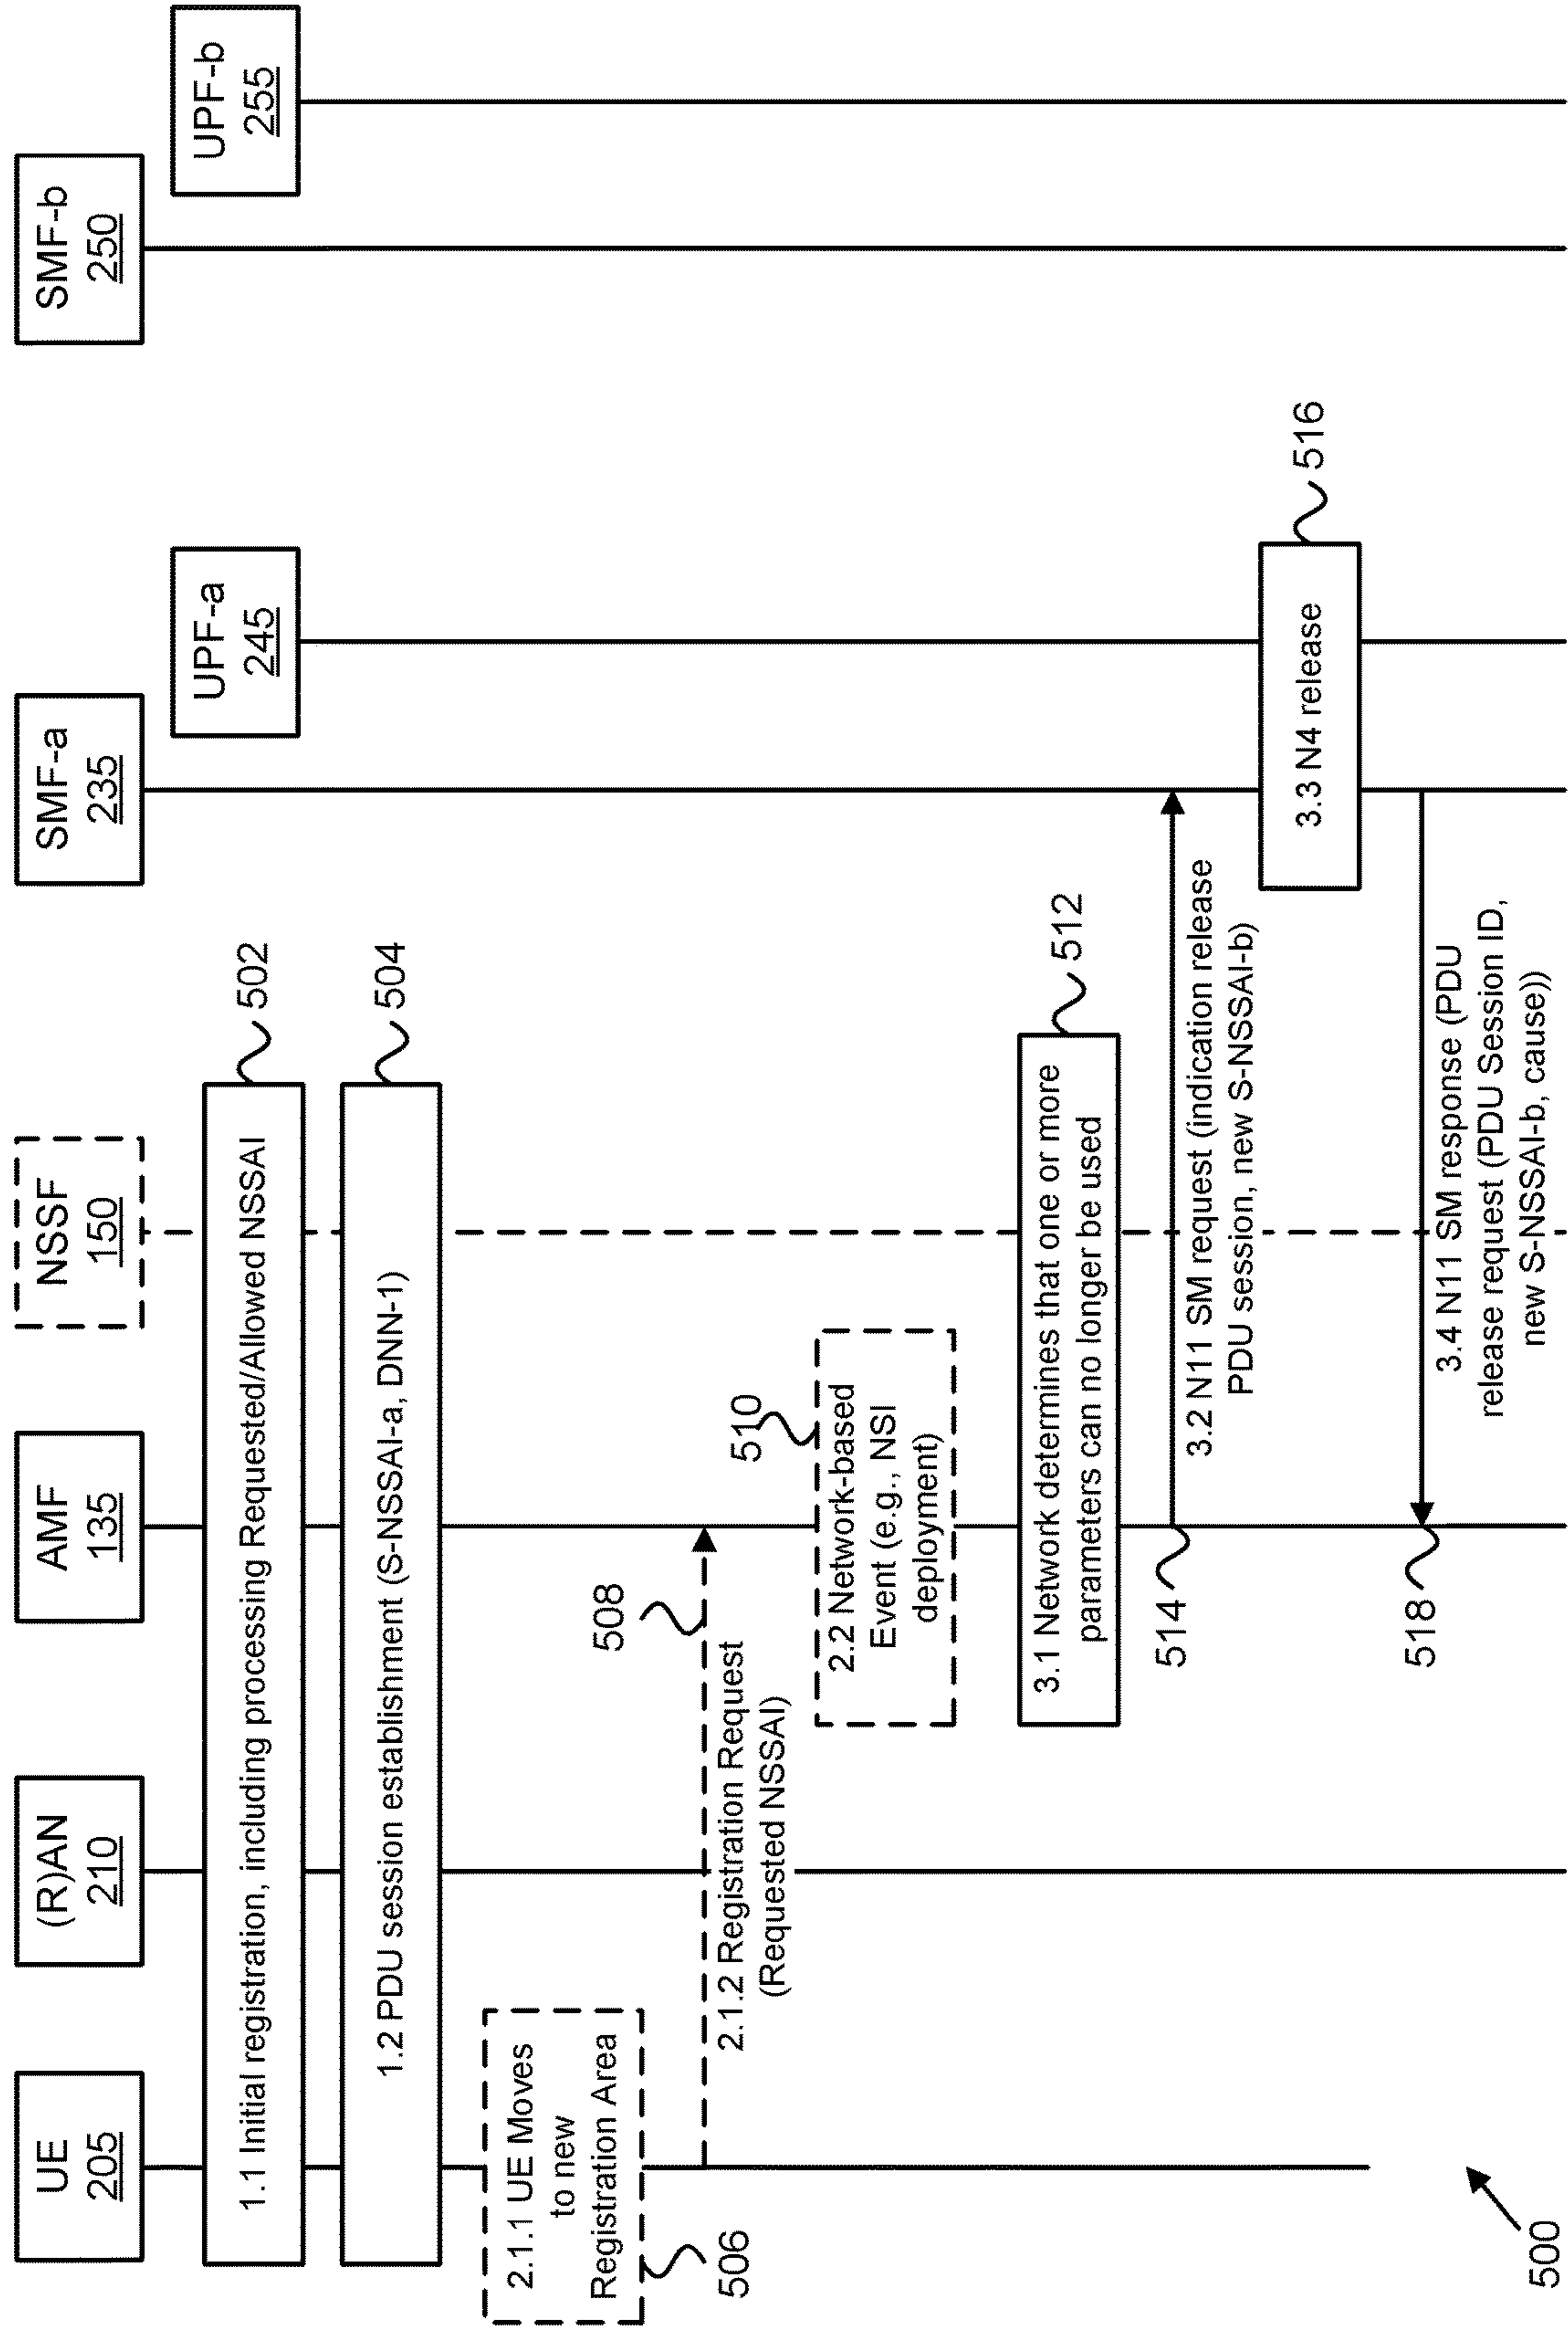 UE
205
(R)AN
210
AMF
135
NSSF
150
SMF-a
235
UPF-a
245
SMF-b
250
UPF-b
255
1.1 Initial registration, including processing Requested/Allowed NSSAI
502
1.2 PDU session establishment (S-NSSAI-a, DNN-1)
504
2.1.1 UE Moves
to new
Registration Area
506
508
2.1.2 Registration Request
(Requested NSSAI)
510
2.2 Network-based
Event (e.g., NSI
deployment)
3.1 Network determines that one or more
parameters can no longer be used
512
514
3.2 N11 SM request (indication release
PDU session, new S-NSSAI-b)
3.3 N4 release
516
518
3.4 N11 SM response (PDU
release request (PDU Session ID,
new S-NSSAI-b, cause))
500